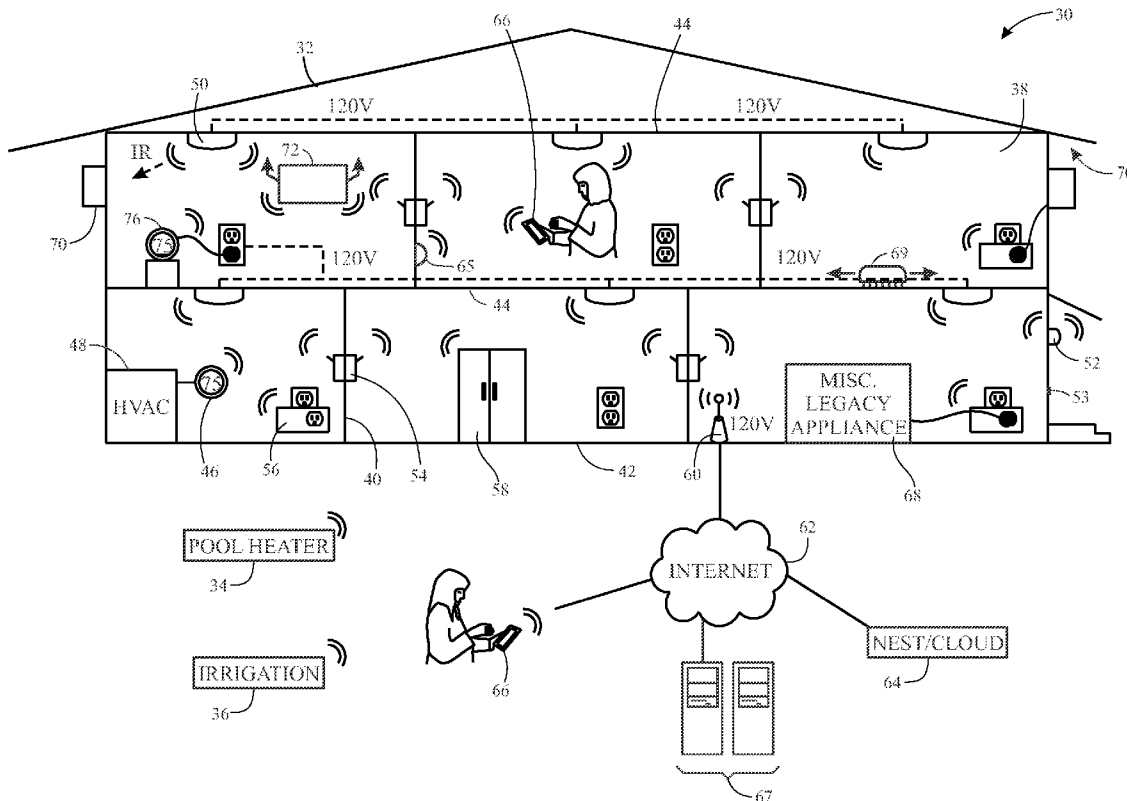 30
66
44
32
50
120V
120V
38
IR
72
70
76
75
70
120V
65
120V
69
44
48
HVAC
75
52
MISC.
LEGACY
APPLIANCE
120V
53
46
56
40
54
58
42
60
68
POOL HEATER
34
INTERNET
62
IRRIGATION
36
66
NEST/CLOUD
64
67